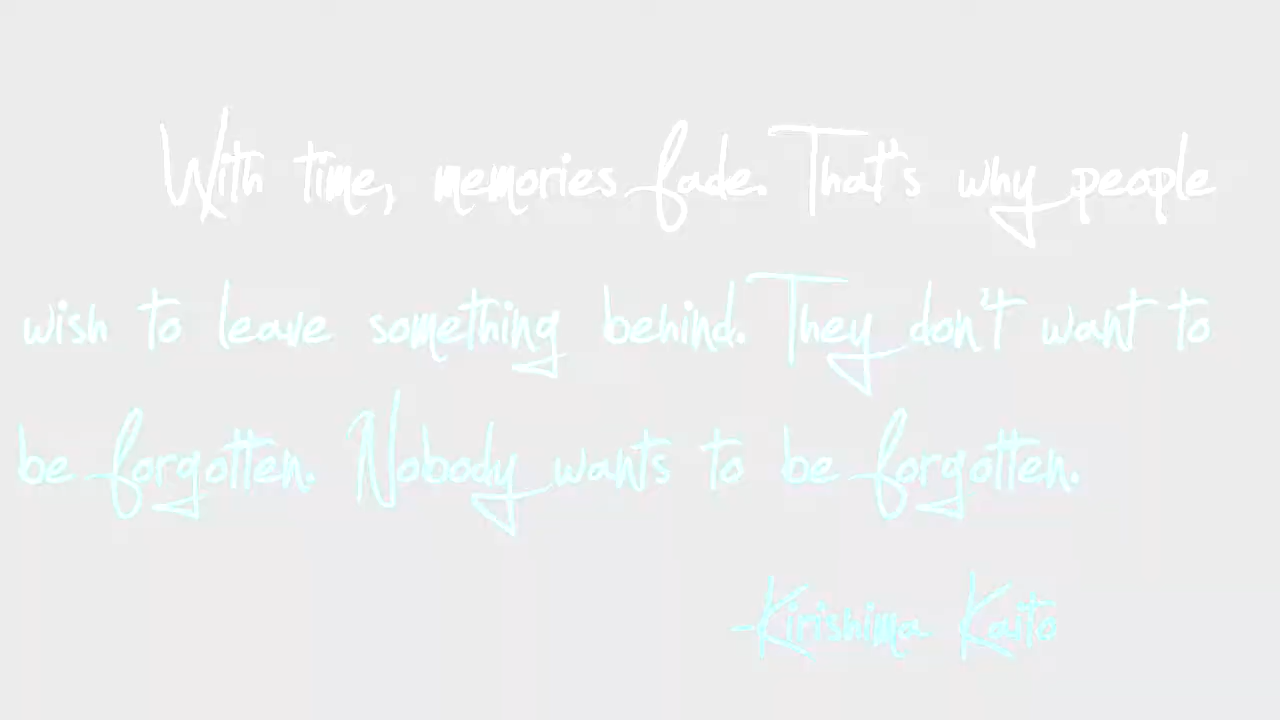 With time, memories fade. That's why people
wish to leave something behind. They don't want to
be forgotten. Nobody wants to be forgotten.
-Kirishima Kaito